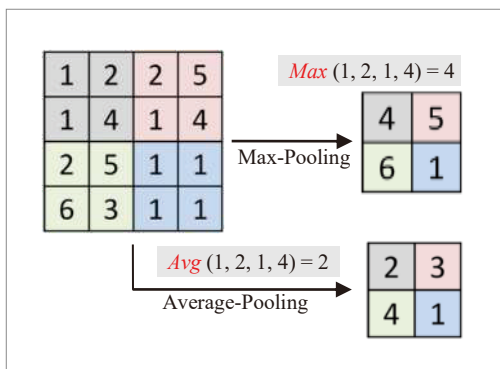 1 2 2 5
1 4 1 4
2 5 1 1
6 3 1 1
Max (1, 2, 1, 4) = 4
Max-Pooling
4 5
6 1
Avg (1, 2, 1, 4) = 2
Average-Pooling
2 3
4 1